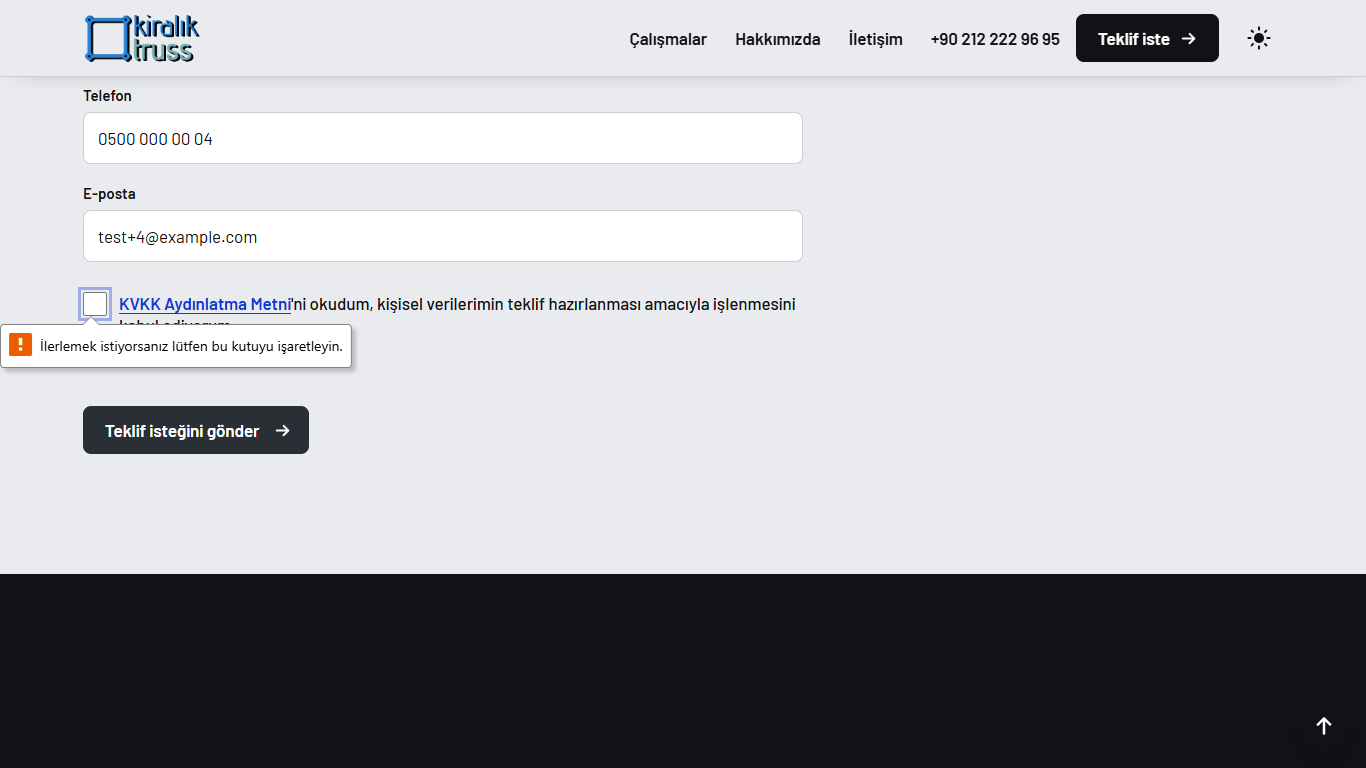 kiralık
truss
Çalışmalar
Hakkımızda
İletişim
+90 212 222 96 95
Teklif iste
Telefon
0500 000 00 04
E-posta
test+4@example.com
KVKK Aydınlatma Metni'ni okudum, kişisel verilerimin teklif hazırlanması amacıyla işlenmesini
kabul ediyorum.
İlerlemek istiyorsanız lütfen bu kutuyu işaretleyin.
Teklif isteğini gönder